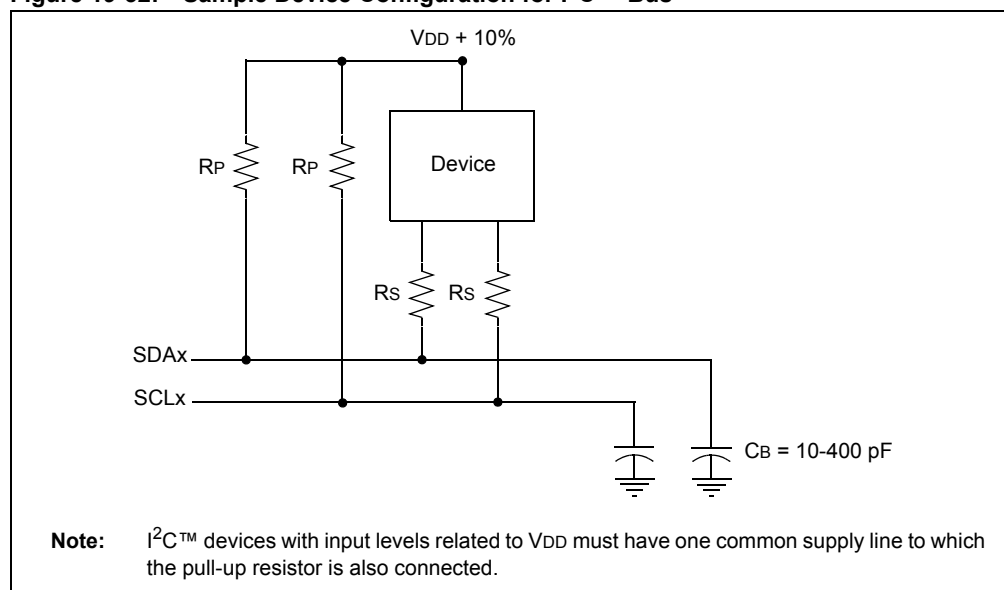 VDD + 10%
RP
RP
Device
RS
RS
SDAx
SCLx
CB = 10-400 pF
Note: I²C™ devices with input levels related to VDD must have one common supply line to which
the pull-up resistor is also connected.